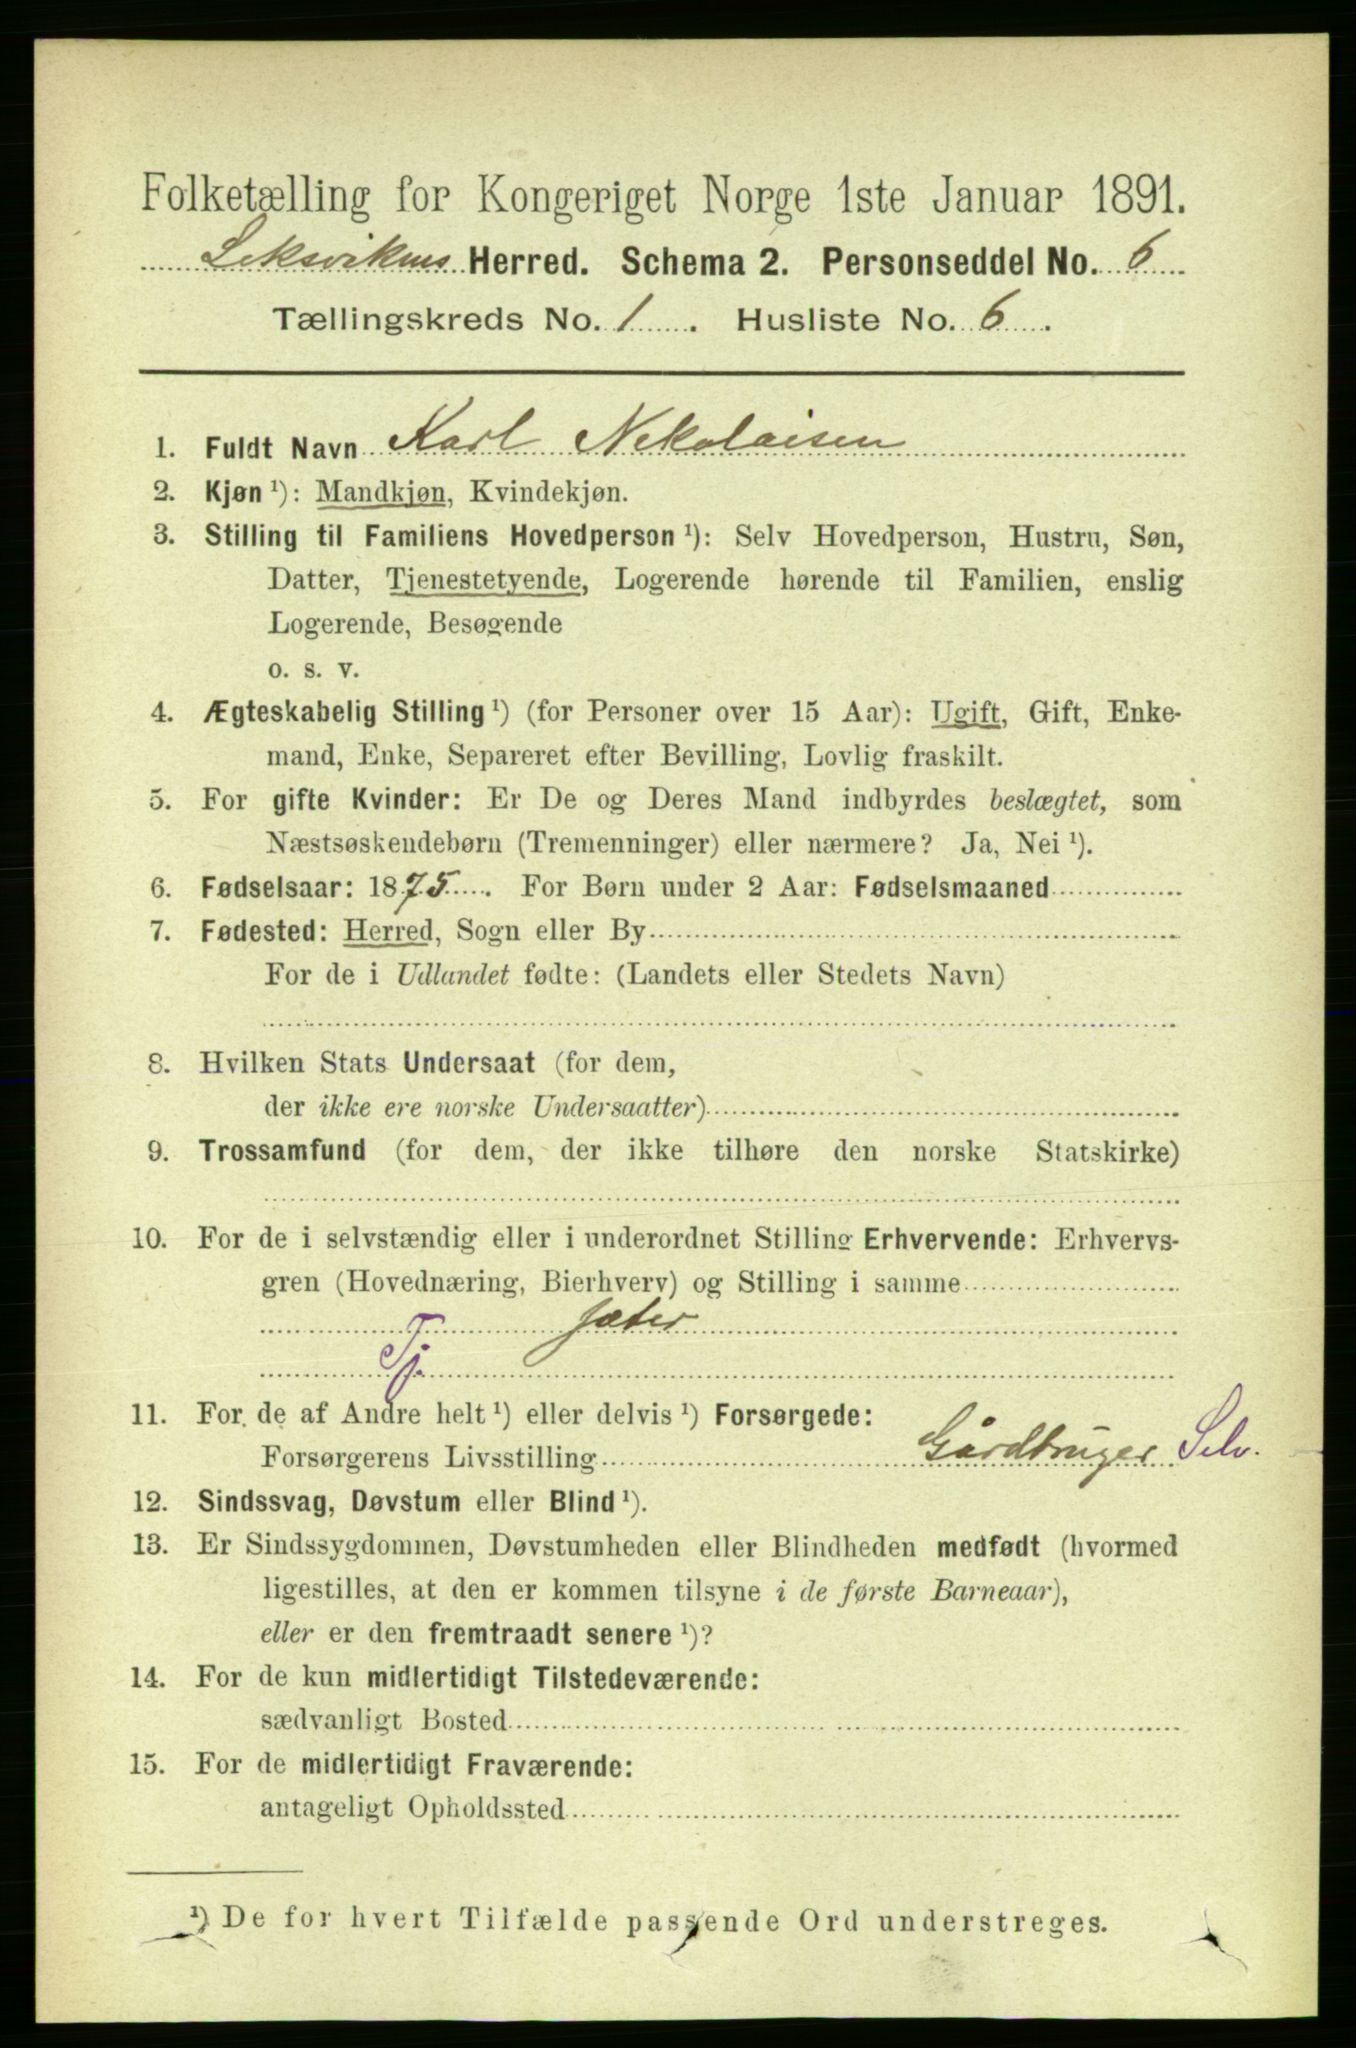 Folketælling for Kongeriget Norge 1ste Januar 1891.
Leksvikens Herred. Schema 2. Personseddel No. 6
Tællingskreds No. 1. Husliste No. 6.
1. Fuldt Navn Karl Nekolaisen
2. Kjøn ¹): Mandkjøn, Kvindekjøn.
3. Stilling til Familiens Hovedperson ¹): Selv Hovedperson, Hustru, Søn,
Datter, Tjenestetyende, Logerende hørende til Familien, enslig
Logerende, Besøgende
o. s. v.
4. Ægteskabelig Stilling ¹) (for Personer over 15 Aar): Ugift, Gift, Enke-
mand, Enke, Separeret efter Bevilling, Lovlig fraskilt.
5. For gifte Kvinder: Er De og Deres Mand indbyrdes beslægtet, som
Næstsøskendebørn (Tremenninger) eller nærmere? Ja, Nei ¹).
6. Fødselsaar: 1875. For Børn under 2 Aar: Fødselsmaaned
7. Fødested: Herred, Sogn eller By
For de i Udlandet fødte: (Landets eller Stedets Navn)
8. Hvilken Stats Undersaat (for dem,
der ikke ere norske Undersaatter)
9. Trossamfund (for dem, der ikke tilhøre den norske Statskirke)
10. For de i selvstændig eller i underordnet Stilling Erhvervende: Erhvervs-
gren (Hovednæring, Bierhverv) og Stilling i samme
Jæter
Tj.
11. For de af Andre helt ¹) eller delvis ¹) Forsørgede:
Forsørgerens Livsstilling Gårdbruger Selv.
12. Sindssvag, Døvstum eller Blind ¹).
13. Er Sindssygdommen, Døvstumheden eller Blindheden medfødt (hvormed
ligestilles, at den er kommen tilsyne i de første Barneaar),
eller er den fremtraadt senere ¹)?
14. For de kun midlertidigt Tilstedeværende:
sædvanligt Bosted
15. For de midlertidigt Fraværende:
antageligt Opholdssted
¹) De for hvert Tilfælde passende Ord understreges.